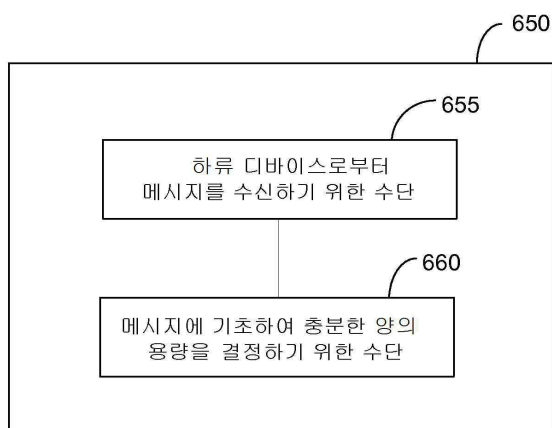 650
655
하류 디바이스로부터
메시지를 수신하기 위한 수단
660
메시지에 기초하여 충분한 양의
용량을 결정하기 위한 수단